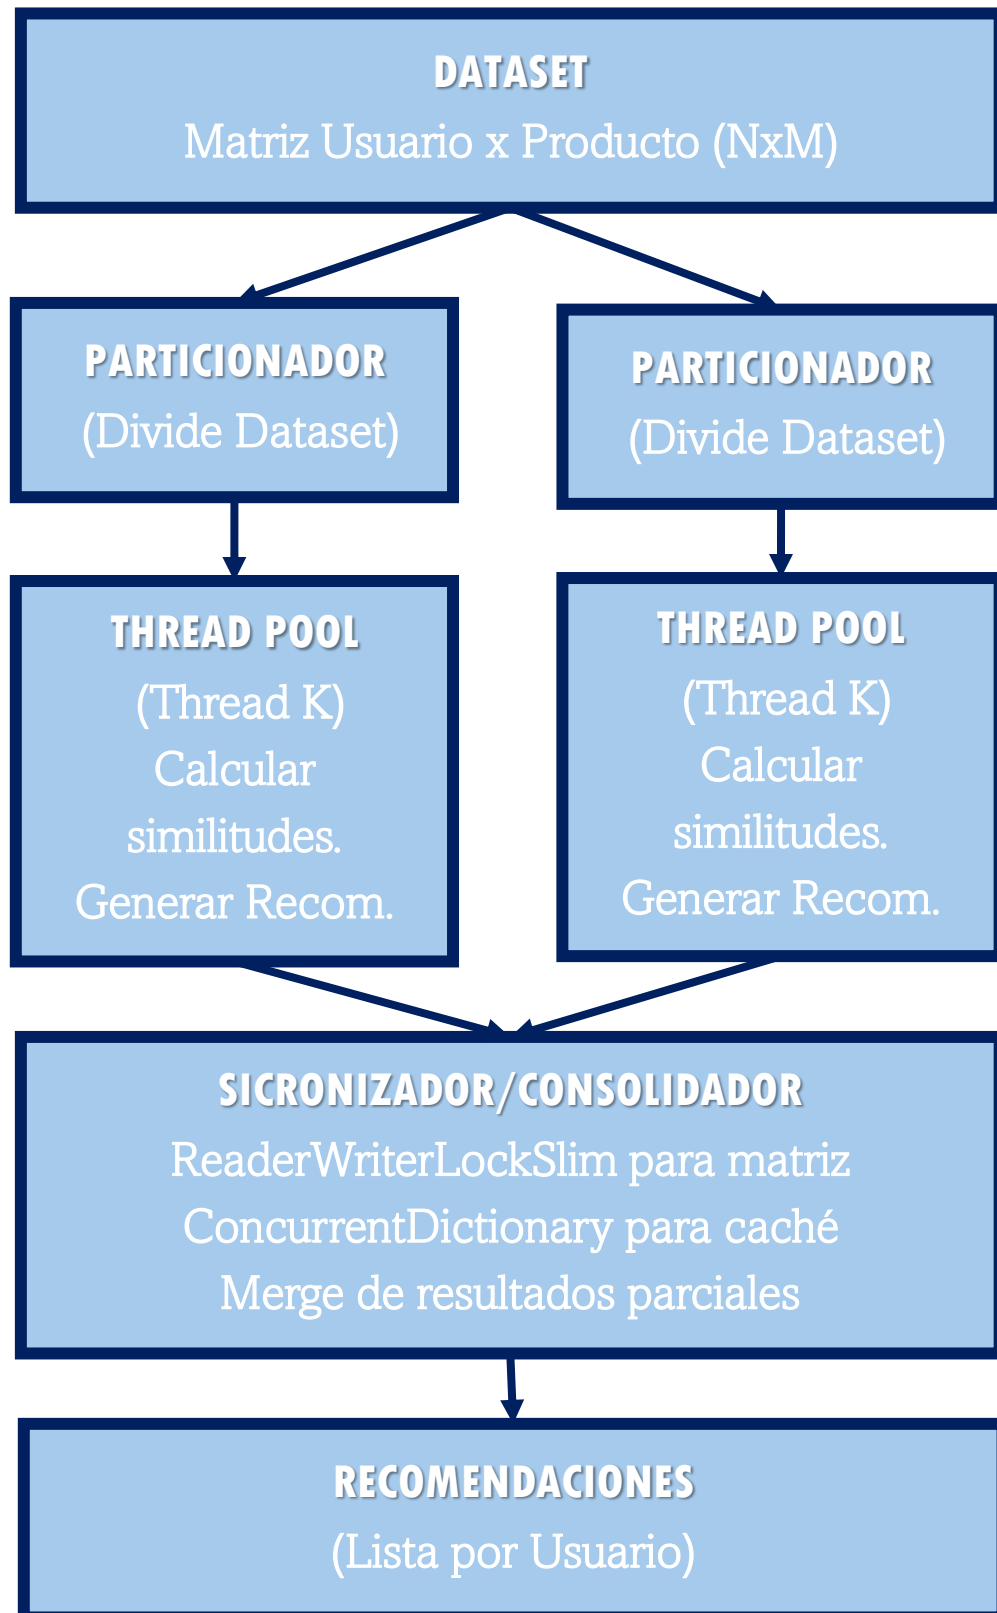 DATASET
Matriz Usuario x Producto (NxM)
PARTICIONADOR
(Divide Dataset)
PARTICIONADOR
(Divide Dataset)
THREAD POOL
(Thread K)
Calcular
similitudes.
Generar Recom.
THREAD POOL
(Thread K)
Calcular
similitudes.
Generar Recom.
SICRONIZADOR/CONSOLIDADOR
ReaderWriterLockSlim para matriz
ConcurrentDictionary para caché
Merge de resultados parciales
RECOMENDACIONES
(Lista por Usuario)